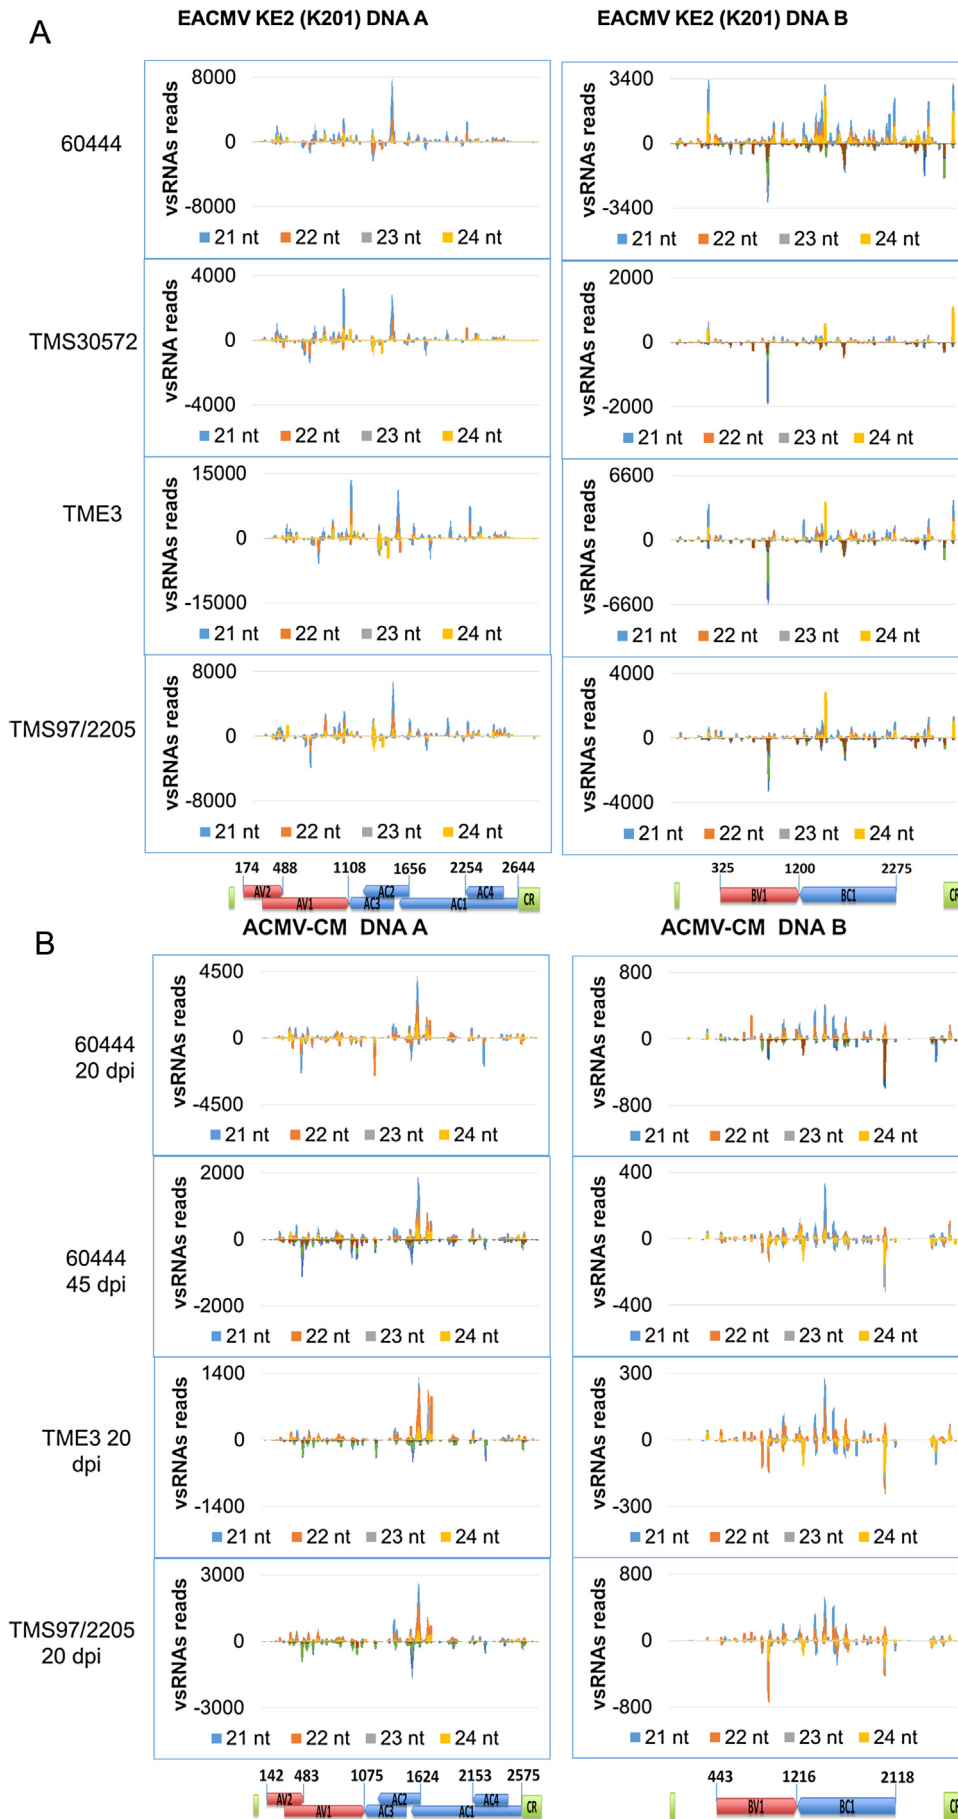 A
EACMV KE2 (K201) DNA A
EACMV KE2 (K201) DNA B
60444
vsRNAs reads
8000
0
-8000
21 nt 22 nt 23 nt 24 nt
vsRNAs reads
3400
0
-3400
21 nt 22 nt 23 nt 24 nt
TMS30572
vsRNA reads
4000
0
-4000
21 nt 22 nt 23 nt 24 nt
vsRNAs reads
2000
0
-2000
21 nt 22 nt 23 nt 24 nt
TME3
vsRNAs reads
15000
0
-15000
21 nt 22 nt 23 nt 24 nt
vsRNAs reads
6600
0
-6600
21 nt 22 nt 23 nt 24 nt
TMS97/2205
vsRNAs reads
8000
0
-8000
21 nt 22 nt 23 nt 24 nt
vsRNAs reads
4000
0
-4000
21 nt 22 nt 23 nt 24 nt
174 488 1108 1656 2254 2644
AV2 AC2 AC4
AV1 AC3 AC1 CR
325 1200 2275
BV1 BC1 CR
B
ACMV-CM DNA A
ACMV-CM DNA B
60444
20 dpi
vsRNAs reads
4500
0
-4500
21 nt 22 nt 23 nt 24 nt
vsRNAs reads
800
0
-800
21 nt 22 nt 23 nt 24 nt
60444
45 dpi
vsRNAs reads
2000
0
-2000
21 nt 22 nt 23 nt 24 nt
vsRNAs reads
400
0
-400
21 nt 22 nt 23 nt 24 nt
TME3 20
dpi
vsRNAs reads
1400
0
-1400
21 nt 22 nt 23 nt 24 nt
vsRNAs reads
300
0
-300
21 nt 22 nt 23 nt 24 nt
TMS97/2205
20 dpi
vsRNAs reads
3000
0
-3000
21 nt 22 nt 23 nt 24 nt
vsRNAs reads
800
0
-800
21 nt 22 nt 23 nt 24 nt
142 483 1075 1624 2153 2575
AV2 AC2 AC4
AV1 AC3 AC1 CR
443 1216 2118
BV1 BC1 CR